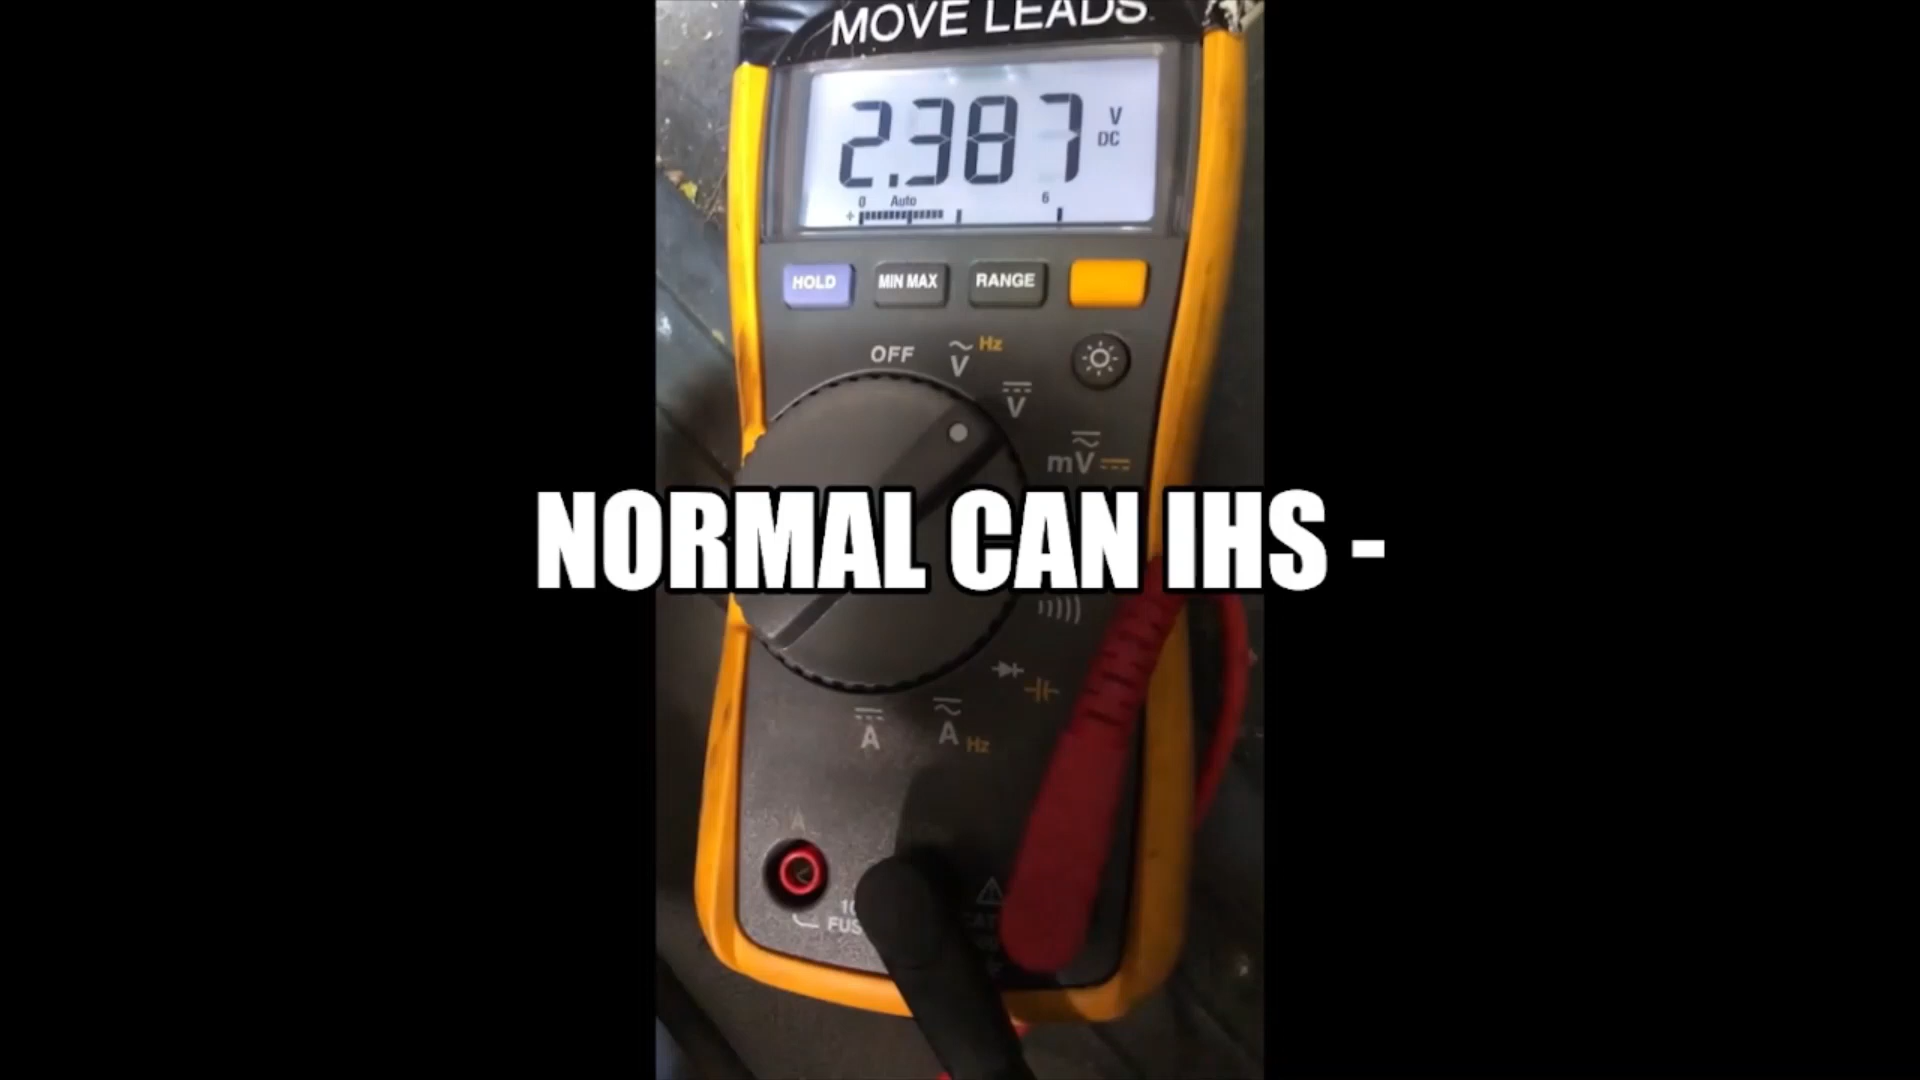 MOVE LEADS
2.387 V DC
0 Auto 6
+
HOLD MIN MAX RANGE
OFF V Hz
V
mV
NORMAL CAN IHS -
A A Hz
A
FUS